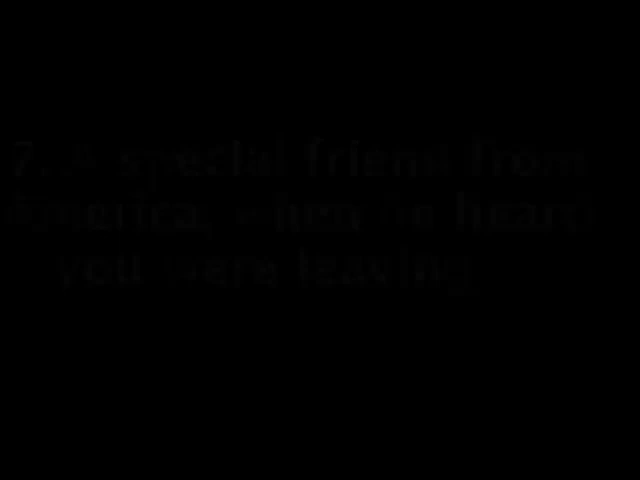 7. A special friend from
America, when he heard
you were leaving